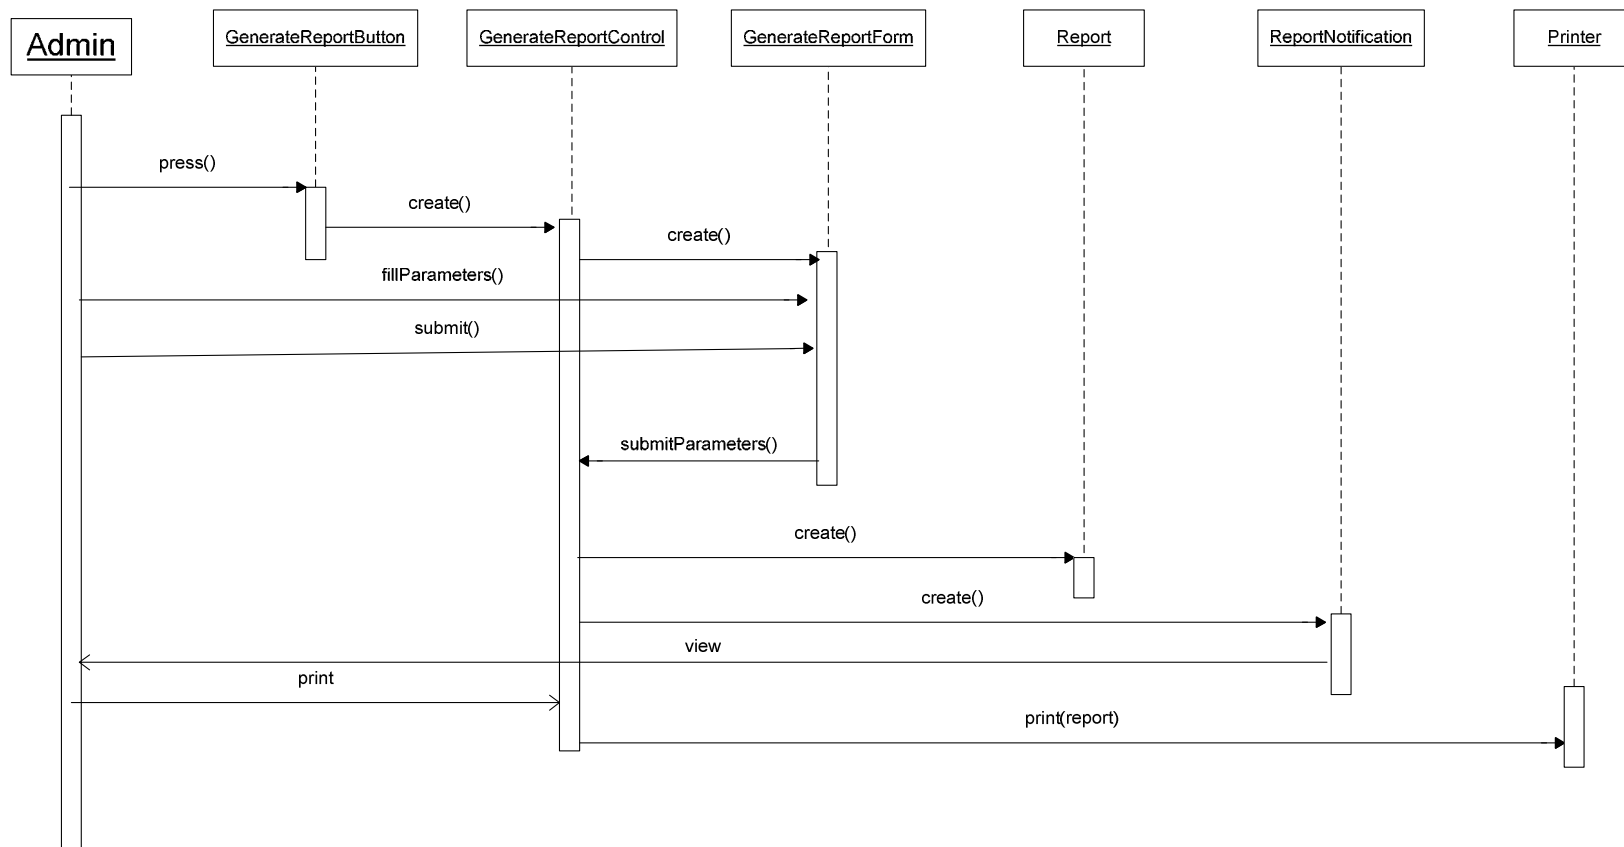 Admin
GenerateReportButton
GenerateReportControl
GenerateReportForm
Report
ReportNotification
Printer
press()
create()
create()
fillParameters()
submit()
submitParameters()
create()
create()
view
print
print(report)